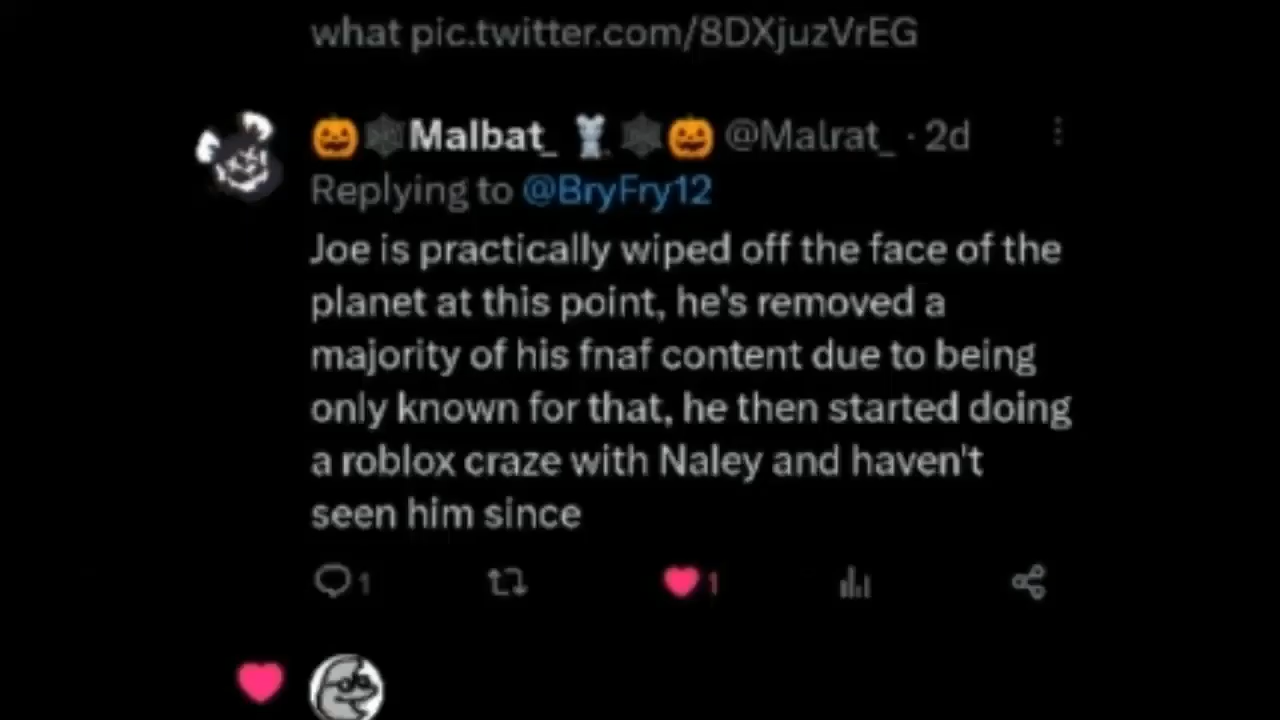 what pic.twitter.com/8DXjuzVrEG
🎃🕸️Malbat_ 🐁🕸️🎃 @Malrat_ · 2d
Replying to @BryFry12
Joe is practically wiped off the face of the
planet at this point, he's removed a
majority of his fnaf content due to being
only known for that, he then started doing
a roblox craze with Naley and haven't
seen him since
1 1